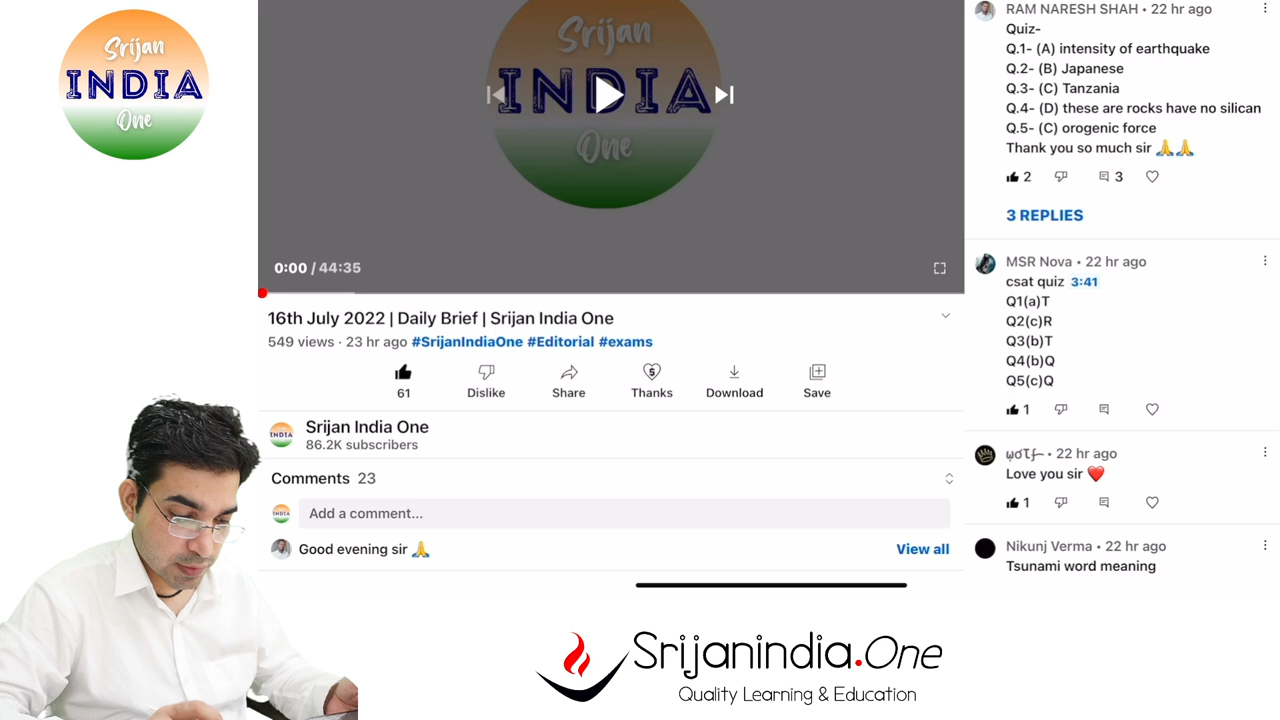 Srijan
INDIA
One
Srijan
INDIA
One
0:00 / 44:35
16th July 2022 | Daily Brief | Srijan India One
549 views · 23 hr ago #SrijanIndiaOne #Editorial #exams
61
Dislike
Share
Thanks
Download
Save
INDIA
Srijan India One
86.2K subscribers
Comments 23
INDIA
Add a comment...
Good evening sir 🙏
View all
RAM NARESH SHAH • 22 hr ago
Quiz-
Q.1- (A) intensity of earthquake
Q.2- (B) Japanese
Q.3- (C) Tanzania
Q.4- (D) these are rocks have no silican
Q.5- (C) orogenic force
Thank you so much sir 🙏🙏
2
3
3 REPLIES
MSR Nova • 22 hr ago
csat quiz 3:41
Q1(a)T
Q2(c)R
Q3(b)T
Q4(b)Q
Q5(c)Q
1
• 22 hr ago
Love you sir ❤️
1
Nikunj Verma • 22 hr ago
Tsunami word meaning
Srijanindia.One
Quality Learning & Education